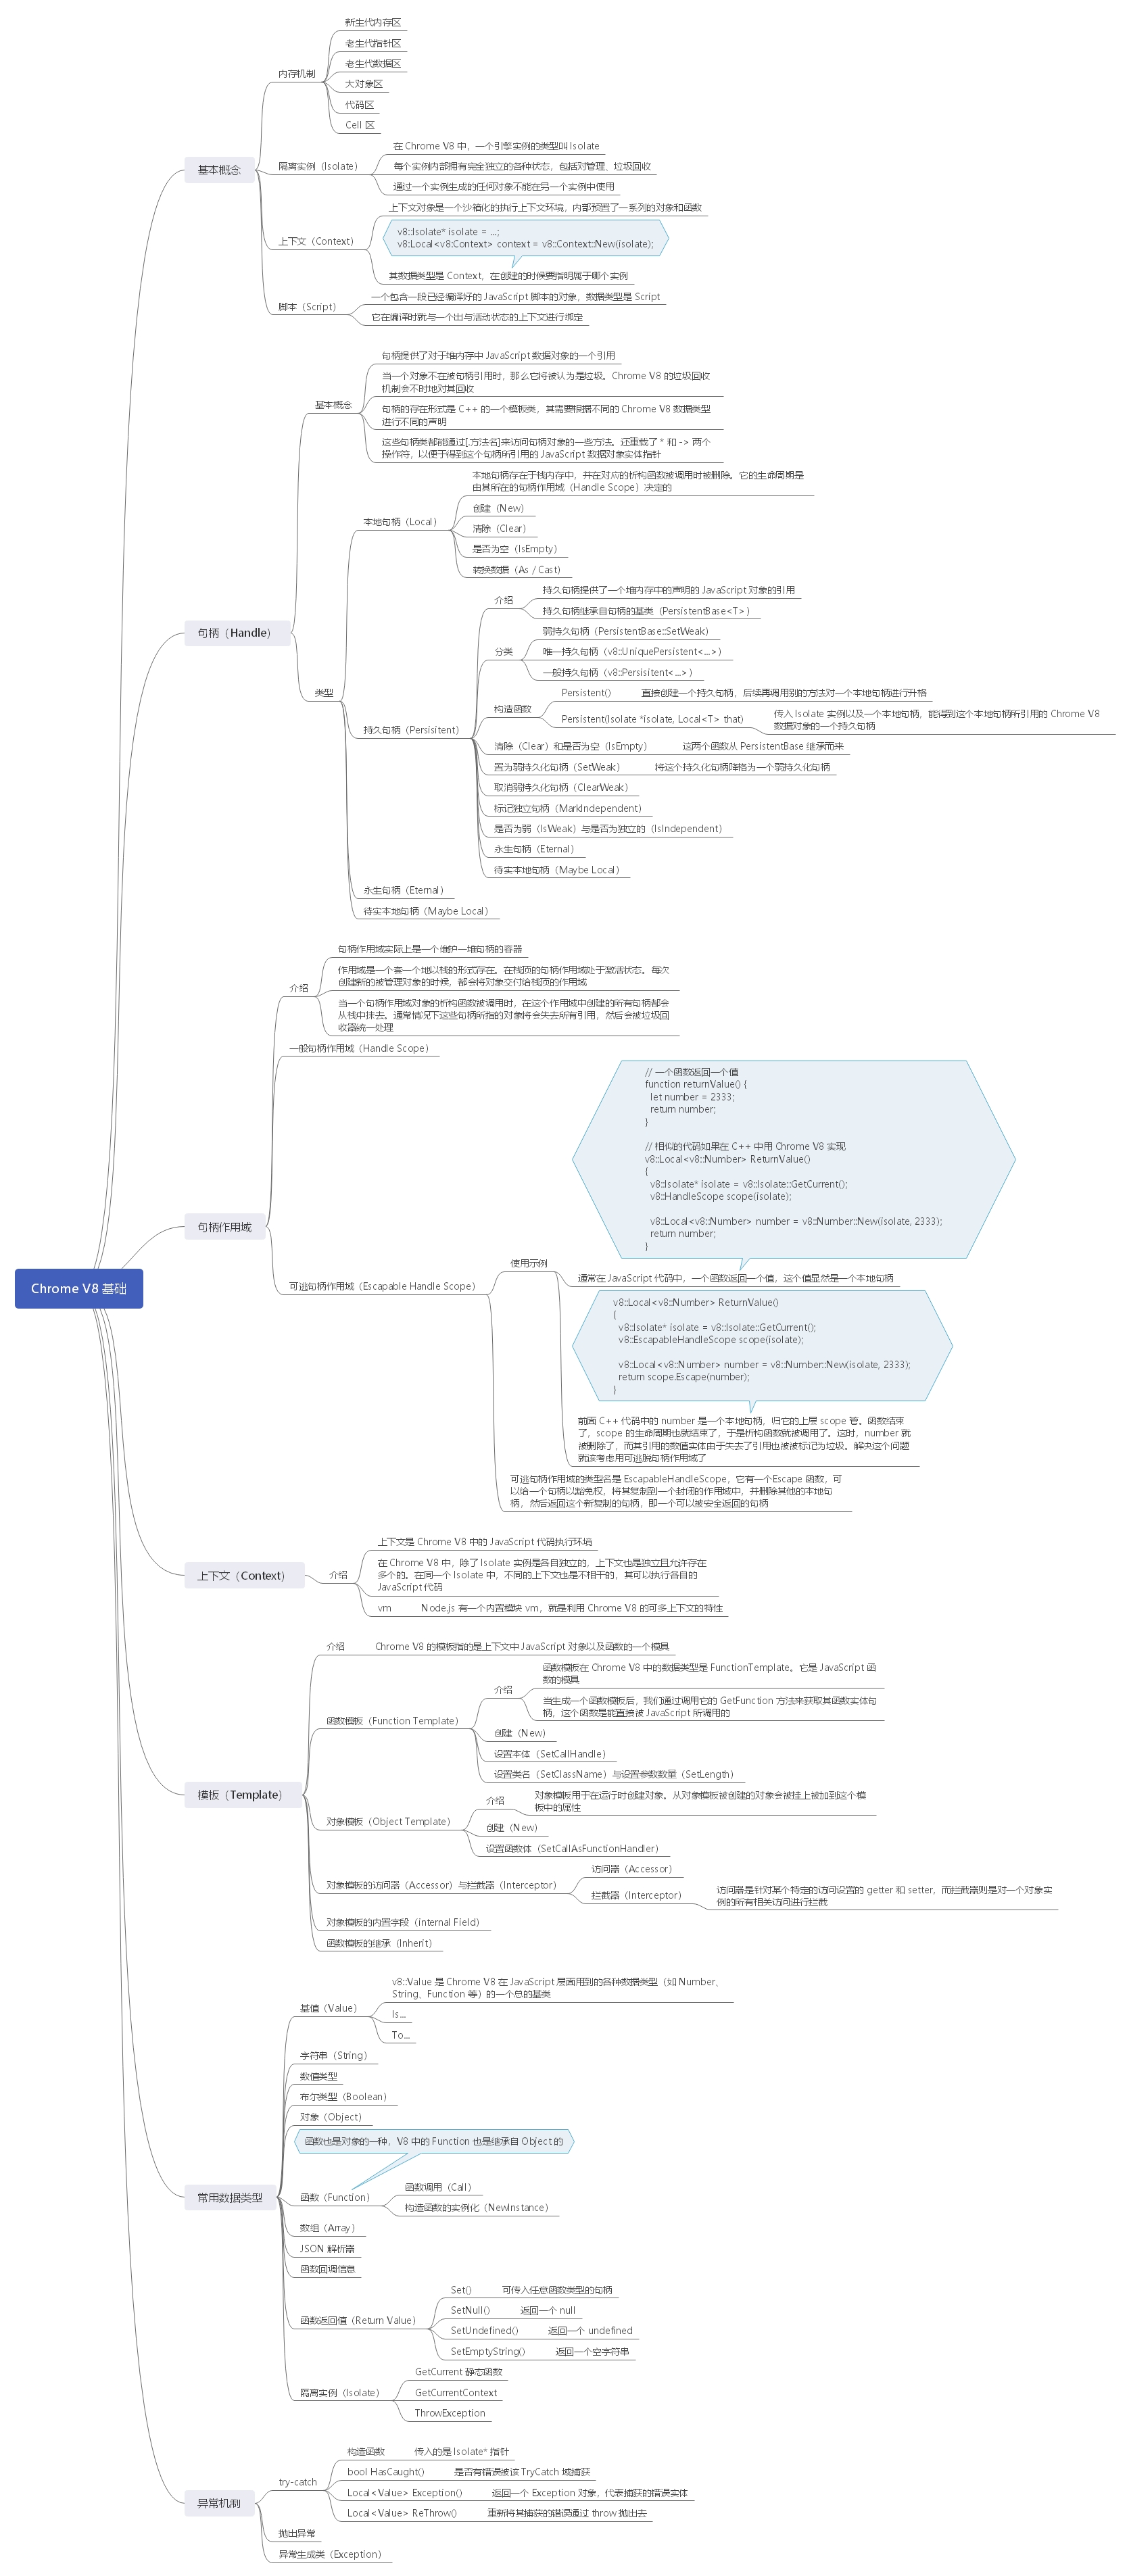 Chrome V8 基础
基本概念
内存机制
新生代内存区
老生代指针区
老生代数据区
大对象区
代码区
Cell 区
隔离实例（Isolate）
在 Chrome V8 中，一个引擎实例的类型叫 Isolate
每个实例内部拥有完全独立的各种状态，包括对管理、垃圾回收
通过一个实例生成的任何对象不能在另一个实例中使用
上下文（Context）
上下文对象是一个沙箱化的执行上下文环境，内部预置了一系列的对象和函数
v8::Isolate* isolate = ...;
v8:Local<v8:Context> context = v8::Context::New(isolate);
其数据类型是 Context，在创建的时候要指明属于哪个实例
脚本（Script）
一个包含一段已经编译好的 JavaScript 脚本的对象，数据类型是 Script
它在编译时就与一个出与活动状态的上下文进行绑定
句柄（Handle）
基本概念
句柄提供了对于堆内存中 JavaScript 数据对象的一个引用
当一个对象不在被句柄引用时，那么它将被认为是垃圾。Chrome V8 的垃圾回收
机制会不时地对其回收
句柄的存在形式是 C++ 的一个模板类，其需要根据不同的 Chrome V8 数据类型
进行不同的声明
这些句柄类都能通过[.方法名]来访问句柄对象的一些方法。还重载了 * 和 -> 两个
操作符，以便于得到这个句柄所引用的 JavaScript 数据对象实体指针
类型
本地句柄（Local）
本地句柄存在于栈内存中，并在对应的析构函数被调用时被删除。它的生命周期是
由其所在的句柄作用域（Handle Scope）决定的
创建（New）
清除（Clear）
是否为空（IsEmpty）
转换数据（As / Cast）
持久句柄（Persisitent）
介绍
持久句柄提供了一个堆内存中的声明的 JavaScript 对象的引用
持久句柄继承自句柄的基类（PersistentBase<T>）
分类
弱持久句柄（PersistentBase::SetWeak）
唯一持久句柄（v8::UniquePersistent<...>）
一般持久句柄（v8::Persisitent<...>）
构造函数
Persistent() 直接创建一个持久句柄，后续再调用别的方法对一个本地句柄进行升格
Persistent(Isolate *isolate, Local<T> that)
传入 Isolate 实例以及一个本地句柄，能得到这个本地句柄所引用的 Chrome V8
数据对象的一个持久句柄
清除（Clear）和是否为空（IsEmpty） 这两个函数从 PersistentBase 继承而来
置为弱持久化句柄（SetWeak） 将这个持久化句柄降格为一个弱持久化句柄
取消弱持久化句柄（ClearWeak）
标记独立句柄（MarkIndependent）
是否为弱（IsWeak）与是否为独立的（IsIndependent）
永生句柄（Eternal）
待实本地句柄（Maybe Local）
永生句柄（Eternal）
待实本地句柄（Maybe Local）
句柄作用域
介绍
句柄作用域实际上是一个维护一堆句柄的容器
作用域是一个套一个地以栈的形式存在。在栈顶的句柄作用域处于激活状态。每次
创建新的被管理对象的时候，都会将对象交付给栈顶的作用域
当一个句柄作用域对象的析构函数被调用时，在这个作用域中创建的所有句柄都会
从栈中抹去。通常情况下这些句柄所指的对象将会失去所有引用，然后会被垃圾回
收器统一处理
一般句柄作用域（Handle Scope）
可逃句柄作用域（Escapable Handle Scope）
使用示例
// 一个函数返回一个值
function returnValue() {
let number = 2333;
return number;
}
// 相似的代码如果在 C++ 中用 Chrome V8 实现
v8::Local<v8::Number> ReturnValue()
{
v8::Isolate* isolate = v8::Isolate::GetCurrent();
v8::HandleScope scope(isolate);
v8::Local<v8::Number> number = v8::Number::New(isolate, 2333);
return number;
}
通常在 JavaScript 代码中，一个函数返回一个值，这个值显然是一个本地句柄
v8::Local<v8::Number> ReturnValue()
{
v8::Isolate* isolate = v8::Isolate::GetCurrent();
v8::EscapableHandleScope scope(isolate);
v8::Local<v8::Number> number = v8::Number::New(isolate, 2333);
return scope.Escape(number);
}
前面 C++ 代码中的 number 是一个本地句柄，归它的上层 scope 管。函数结束
了，scope 的生命周期也就结束了，于是析构函数就被调用了。这时，number 就
被删除了，而其引用的数值实体由于失去了引用也被被标记为垃圾。解决这个问题
就该考虑用可逃脱句柄作用域了
可逃句柄作用域的类型名是 EscapableHandleScope，它有一个Escape 函数，可
以给一个句柄以豁免权，将其复制到一个封闭的作用域中，并删除其他的本地句
柄，然后返回这个新复制的句柄，即一个可以被安全返回的句柄
上下文（Context）
介绍
上下文是 Chrome V8 中的 JavaScript 代码执行环境
在 Chrome V8 中，除了 Isolate 实例是各自独立的，上下文也是独立且允许存在
多个的。在同一个 Isolate 中，不同的上下文也是不相干的，其可以执行各自的
JavaScript 代码
vm Node.js 有一个内置模块 vm，就是利用 Chrome V8 的可多上下文的特性
模板（Template）
介绍 Chrome V8 的模板指的是上下文中 JavaScript 对象以及函数的一个模具
函数模板（Function Template）
介绍
函数模板在 Chrome V8 中的数据类型是 FunctionTemplate。它是 JavaScript 函
数的模具
当生成一个函数模板后，我们通过调用它的 GetFunction 方法来获取其函数实体句
柄，这个函数是能直接被 JavaScript 所调用的
创建（New）
设置本体（SetCallHandle）
设置类名（SetClassName）与设置参数数量（SetLength）
对象模板（Object Template）
介绍
对象模板用于在运行时创建对象。从对象模板被创建的对象会被挂上被加到这个模
板中的属性
创建（New）
设置函数体（SetCallAsFunctionHandler）
对象模板的访问器（Accessor）与拦截器（Interceptor）
访问器（Accessor）
拦截器（Interceptor）
访问器是针对某个特定的访问设置的 getter 和 setter，而拦截器则是对一个对象实
例的所有相关访问进行拦截
对象模板的内置字段（internal Field）
函数模板的继承（Inherit）
常用数据类型
基值（Value）
v8::Value 是 Chrome V8 在 JavaScript 层面用到的各种数据类型（如 Number、
String、Function 等）的一个总的基类
Is...
To...
字符串（String）
数值类型
布尔类型（Boolean）
对象（Object）
函数也是对象的一种，V8 中的 Function 也是继承自 Object 的
函数（Function）
函数调用（Call）
构造函数的实例化（NewInstance）
数组（Array）
JSON 解析器
函数回调信息
函数返回值（Return Value）
Set() 可传入任意函数类型的句柄
SetNull() 返回一个 null
SetUndefined() 返回一个 undefined
SetEmptyString() 返回一个空字符串
隔离实例（Isolate）
GetCurrent 静态函数
GetCurrentContext
ThrowException
异常机制
try-catch
构造函数 传入的是 Isolate* 指针
bool HasCaught() 是否有错误被该 TryCatch 域捕获
Local<Value> Exception() 返回一个 Exception 对象，代表捕获的错误实体
Local<Value> ReThrow() 重新将其捕获的错误通过 throw 抛出去
抛出异常
异常生成类（Exception）